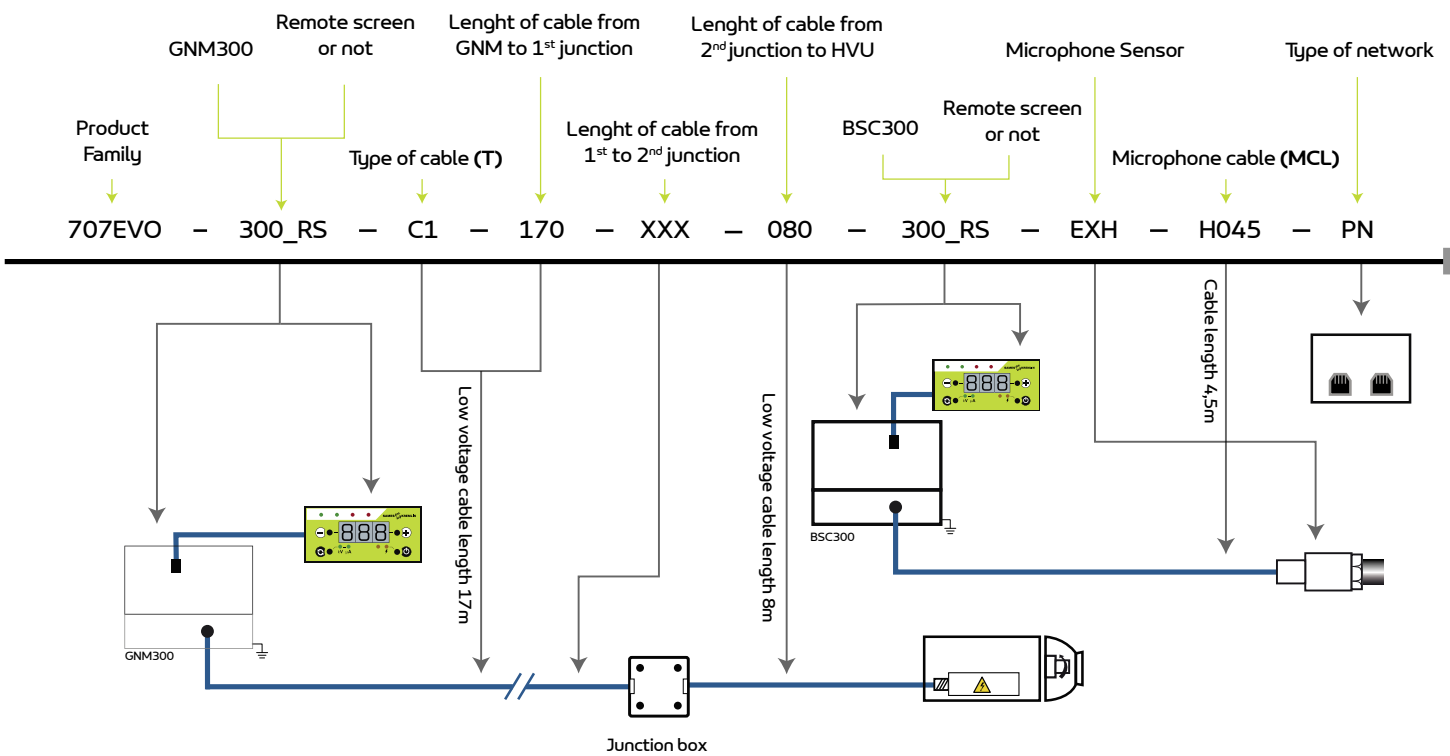 Remote screen
or not
Lenght of cable from
GNM to 1st junction
Lenght of cable from
2nd junction to HVU
GNM300
Microphone Sensor
Type of network
Product
Family
Type of cable (T)
Lenght of cable from
1st to 2nd junction
BSC300
Remote screen
or not
Microphone cable (MCL)
707EVO – 300_RS – C1 – 170 – XXX – 080 – 300_RS – EXH – H045 – PN
Cable length 4,5m
Low voltage cable length 17m
Low voltage cable length 8m
888
BSC300
888
GNM300
Junction box